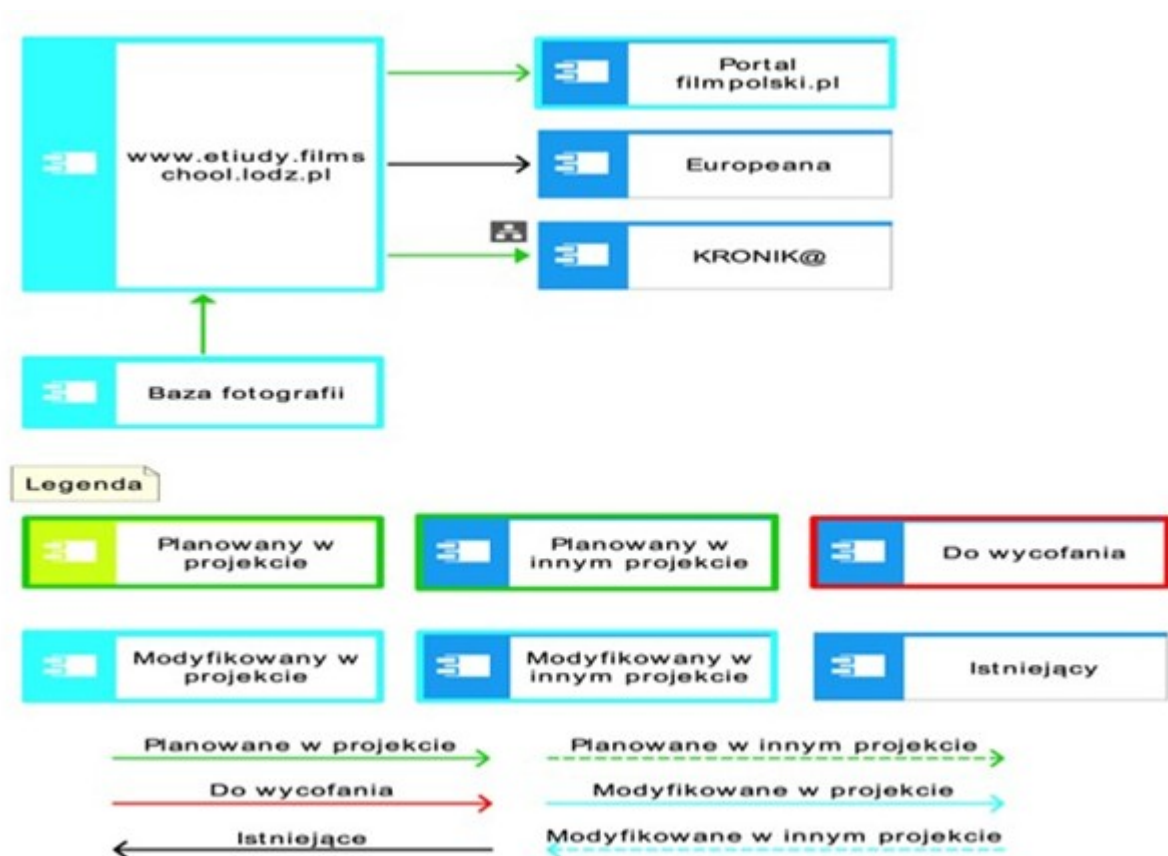 www.etiudy.films
chool.lodz.pl
Portal
filmpolski.pl
Europeana
KRONIK@
Baza fotografii
Legenda
Planowany w
projekcie
Planowany w
innym projekcie
Do wycofania
Modyfikowany w
projekcie
Modyfikowany w
innym projekcie
Istniejący
Planowane w projekcie
Planowane w innym projekcie
Do wycofania
Modyfikowane w projekcie
Istniejące
Modyfikowane w innym projekcie